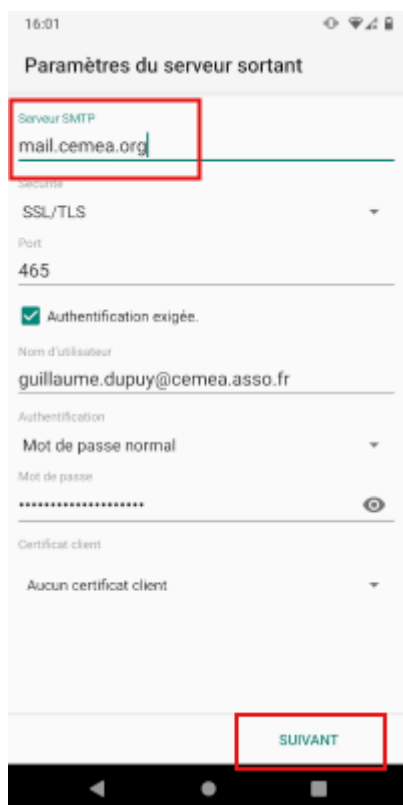 16:01
Paramètres du serveur sortant
Serveur SMTP
mail.cemea.org
Sécurité
SSL/TLS
Port
465
Authentification exigée.
Nom d'utilisateur
guillaume.dupuy@cemea.asso.fr
Authentification
Mot de passe normal
Mot de passe
••••••••••••••••••••
Certificat client
Aucun certificat client
SUIVANT